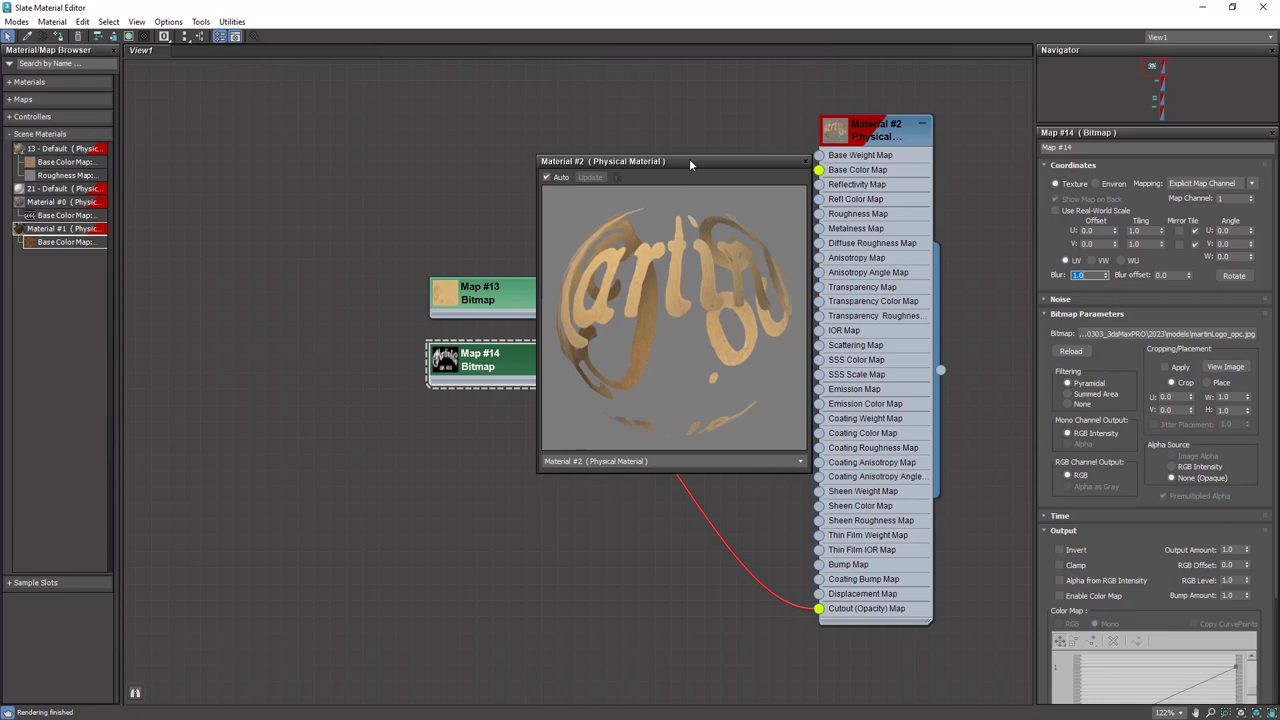 Slate Material Editor
Modes Material Edit Select View Options Tools Utilities
View1
Material/Map Browser
Search by Name ...
+ Materials
+ Maps
+ Controllers
- Scene Materials
13 - Default ( Physic...
Base Color Map:...
Roughness Map:...
21 - Default ( Physic...
Material #0 ( Physic...
Base Color Map:...
Material #1 ( Physic...
Base Color Map:...
+ Sample Slots
Rendering finished
View1
Map #13
Bitmap
Map #14
Bitmap
Material #2 ( Physical Material )
Auto Update
Material #2 ( Physical Material )
Material #2
Physical...
Base Weight Map
Base Color Map
Reflectivity Map
Refl Color Map
Roughness Map
Metalness Map
Diffuse Roughness Map
Anisotropy Map
Anisotropy Angle Map
Transparency Map
Transparency Color Map
Transparency Roughnes...
IOR Map
Scattering Map
SSS Color Map
SSS Scale Map
Emission Map
Emission Color Map
Coating Weight Map
Coating Color Map
Coating Roughness Map
Coating Anisotropy Map
Coating Anisotropy Angle...
Sheen Weight Map
Sheen Color Map
Sheen Roughness Map
Thin Film Weight Map
Thin Film IOR Map
Bump Map
Coating Bump Map
Displacement Map
Cutout (Opacity) Map
Navigator
Map #14 ( Bitmap )
Map #14
Coordinates
Texture Environ Mapping: Explicit Map Channel
Show Map on Back Map Channel: 1
Use Real-World Scale
Offset Tiling Mirror Tile Angle
U: 0.0 1.0 U: 0.0
V: 0.0 1.0 V: 0.0
UV VW WU W: 0.0
Blur: 1.0 Blur offset: 0.0 Rotate
Noise
Bitmap Parameters
Bitmap: ...0303_3dsMaxPRO\2023\models\martinLogo_opc.jpg
Reload
Cropping/Placement
Apply View Image
Crop Place
U: 0.0 W: 1.0
V: 0.0 H: 1.0
Jitter Placement: 1.0
Filtering
Pyramidal
Summed Area
None
Mono Channel Output:
RGB Intensity
Alpha
RGB Channel Output:
RGB
Alpha as Gray
Alpha Source
Image Alpha
RGB Intensity
None (Opaque)
Premultiplied Alpha
Time
Output
Invert Output Amount: 1.0
Clamp RGB Offset: 0.0
Alpha from RGB Intensity RGB Level: 1.0
Enable Color Map Bump Amount: 1.0
Color Map :
RGB Mono Copy CurvePoints
1
122%